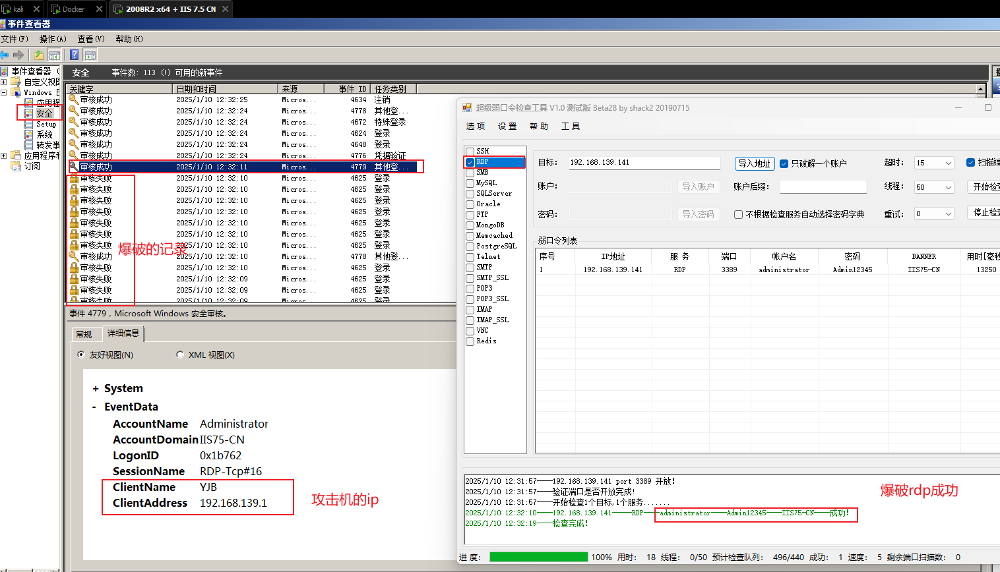 kali
Docker
2008R2 x64 + IIS 7.5 CN
事件查看器
文件(F) 操作(A) 查看(V) 帮助(H)
事件查看器 (
自定义视图
Windows 日
应用程
安全
Setup
系统
转发事
应用程序和
订阅
安全 事件数: 113 (!) 可用的新事件
关键字 日期和时间 来源 事件 ID 任务类别
审核成功 2025/1/10 12:32:25 Micros... 4634 注销
审核成功 2025/1/10 12:32:24 Micros... 4778 其他登...
审核成功 2025/1/10 12:32:24 Micros... 4672 特殊登录
审核成功 2025/1/10 12:32:24 Micros... 4624 登录
审核成功 2025/1/10 12:32:24 Micros... 4648 登录
审核成功 2025/1/10 12:32:24 Micros... 4776 凭据验证
审核成功 2025/1/10 12:32:11 Micros... 4779 其他登...
审核失败 2025/1/10 12:32:10 Micros... 4625 登录
审核失败 2025/1/10 12:32:10 Micros... 4625 登录
审核失败 2025/1/10 12:32:10 Micros... 4625 登录
审核失败 2025/1/10 12:32:10 Micros... 4625 登录
审核失败 2025/1/10 12:32:10 Micros... 4625 登录
审核失败 2025/1/10 12:32:10 Micros... 4625 登录
审核失败 2025/1/10 12:32:10 Micros... 4625 登录
审核成功 2025/1/10 12:32:10 Micros... 4778 其他登...
审核失败 2025/1/10 12:32:10 Micros... 4625 登录
审核失败 2025/1/10 12:32:09 Micros... 4625 登录
审核失败 2025/1/10 12:32:09 Micros... 4625 登录
审核失败 2025/1/10 12:32:09 Micros... 4625 登录
爆破的记录
事件 4779，Microsoft Windows 安全审核。
常规 详细信息
友好视图(N) XML 视图(X)
+ System
- EventData
AccountName Administrator
AccountDomain IIS75-CN
LogonID 0x1b762
SessionName RDP-Tcp#16
ClientName YJB
ClientAddress 192.168.139.1
攻击机的ip
超级弱口令检查工具 V1.0 测试版 Beta28 by shack2 20190715
选项 设置 帮助 工具
SSH
RDP
SMB
MySQL
SQLServer
Oracle
FTP
MongoDB
Memcached
PostgreSQL
Telnet
SMTP
SMTP_SSL
POP3
POP3_SSL
IMAP
IMAP_SSL
VNC
Redis
目标: 192.168.139.141 导入地址 只破解一个账户 超时: 15 扫描端
账户: 导入账户 账户后缀: 线程: 50 开始检查
密码: 导入密码 不根据检查服务自动选择密码字典 重试: 0 停止检查
弱口令列表
序号 IP地址 服 务 端口 帐户名 密码 BANNER 用时[毫秒
1 192.168.139.141 RDP 3389 administrator Admin12345 IIS75-CN 13250
2025/1/10 12:31:57——192.168.139.141 port 3389 开放!
2025/1/10 12:31:57——验证端口是否开放完成!
2025/1/10 12:31:57——开始检查1个目标,1个服务.......
2025/1/10 12:32:10——192.168.139.141——RDP——administrator——Admin12345——IIS75-CN——成功!
2025/1/10 12:32:19——检查完成!
爆破rdp成功
进度: 100% 用时: 18 线程: 0/50 预计检查队列: 496/440 成功: 1 速度: 5 剩余端口扫描数: 0